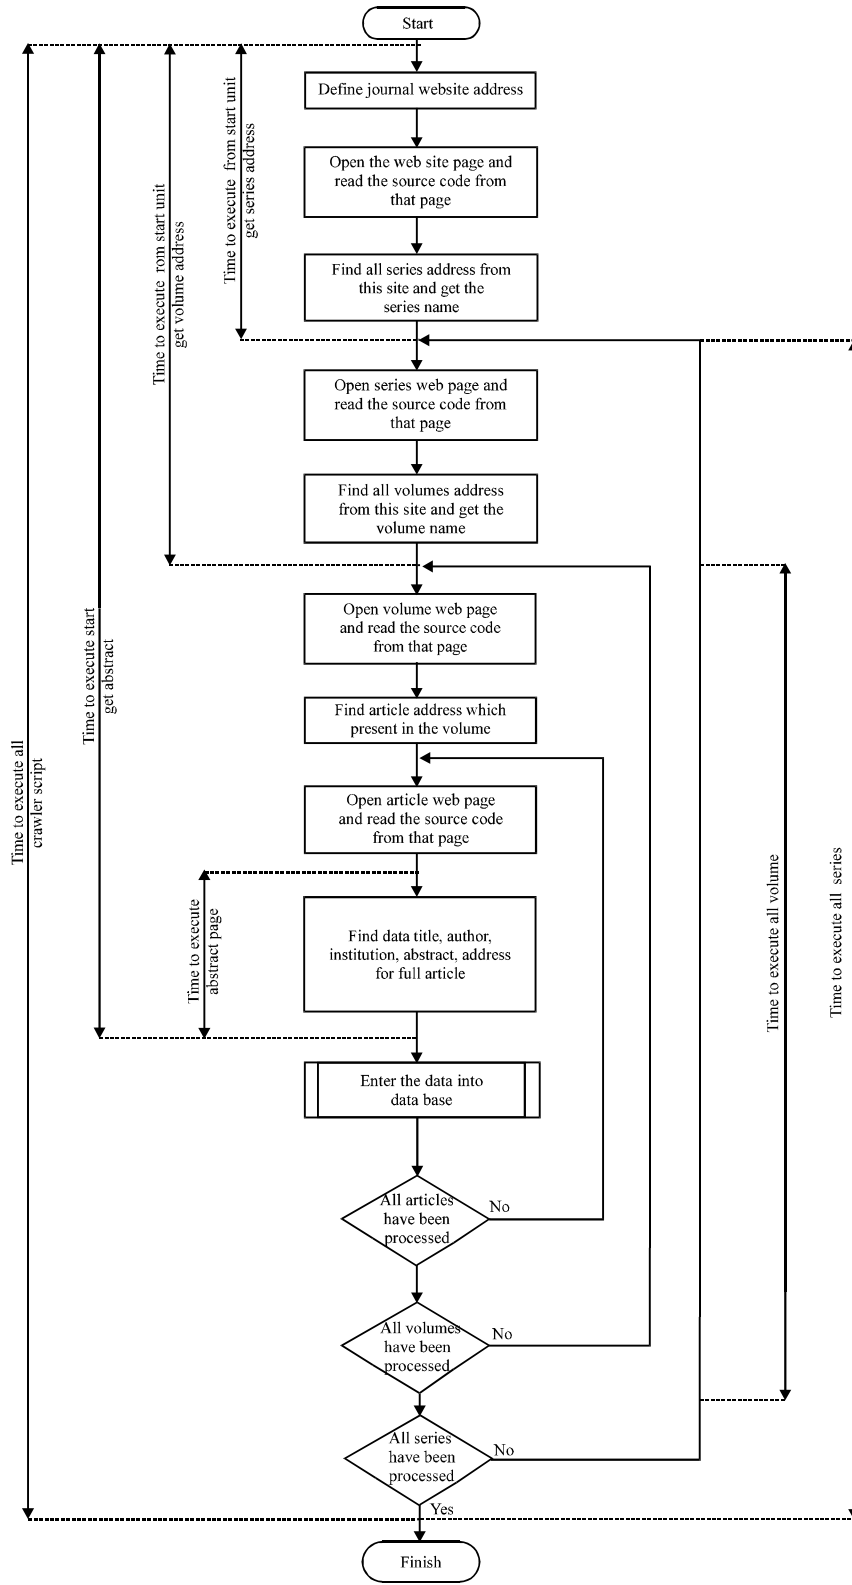 Start
Define journal website address
Open the web site page and
read the source code from
that page
Find all series address from
this site and get the
series name
Open series web page and
read the source code from
that page
Find all volumes address
from this site and get the
volume name
Open volume web page
and read the source code
from that page
Find article address which
present in the volume
Open article web page
and read the source code
from that page
Find data title, author,
institution, abstract, address
for full article
Enter the data into
data base
All articles
have been
processed
No
All volumes
have been
processed
No
All series
have been
processed
No
Yes
Finish
Time to execute all
crawler script
Time to execute start
get abstract
Time to execute rom start unit
get volume address
Time to execute from start unit
get series address
Time to execute
abstract page
Time to execute all volume
Time to execute all series